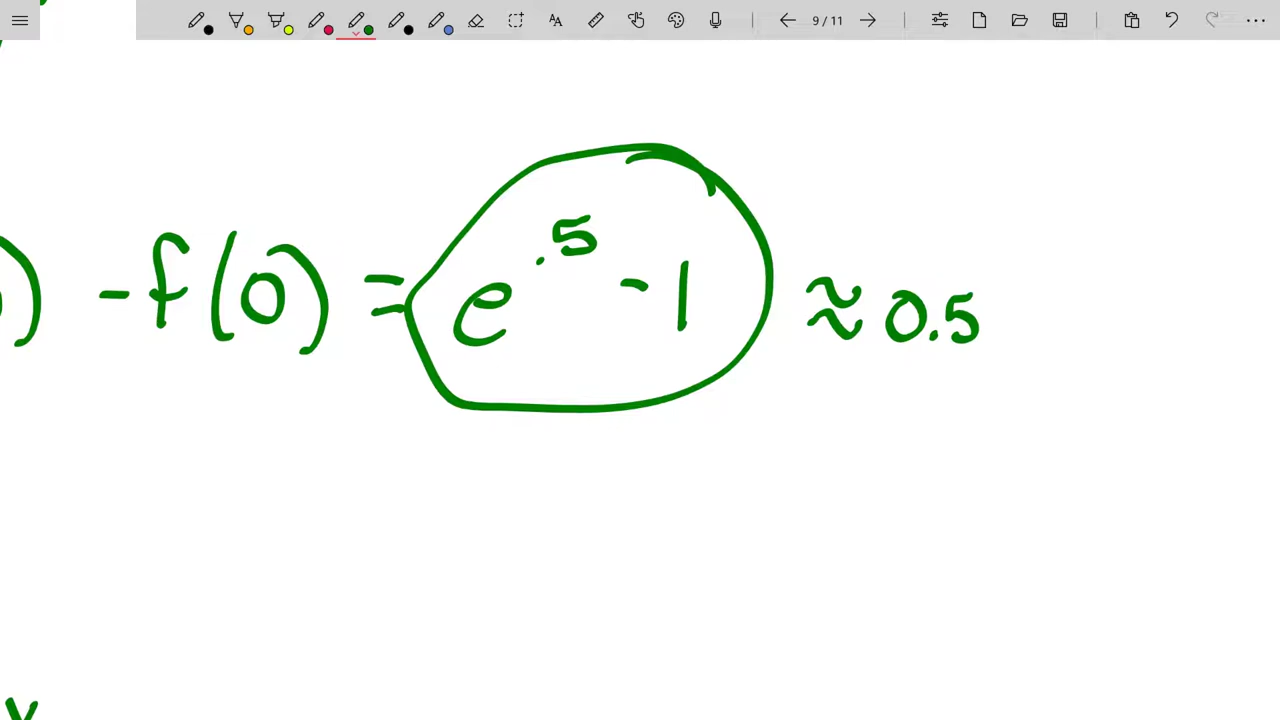 9 / 11
) - f(0) = e^.5 - 1 ≈ 0.5